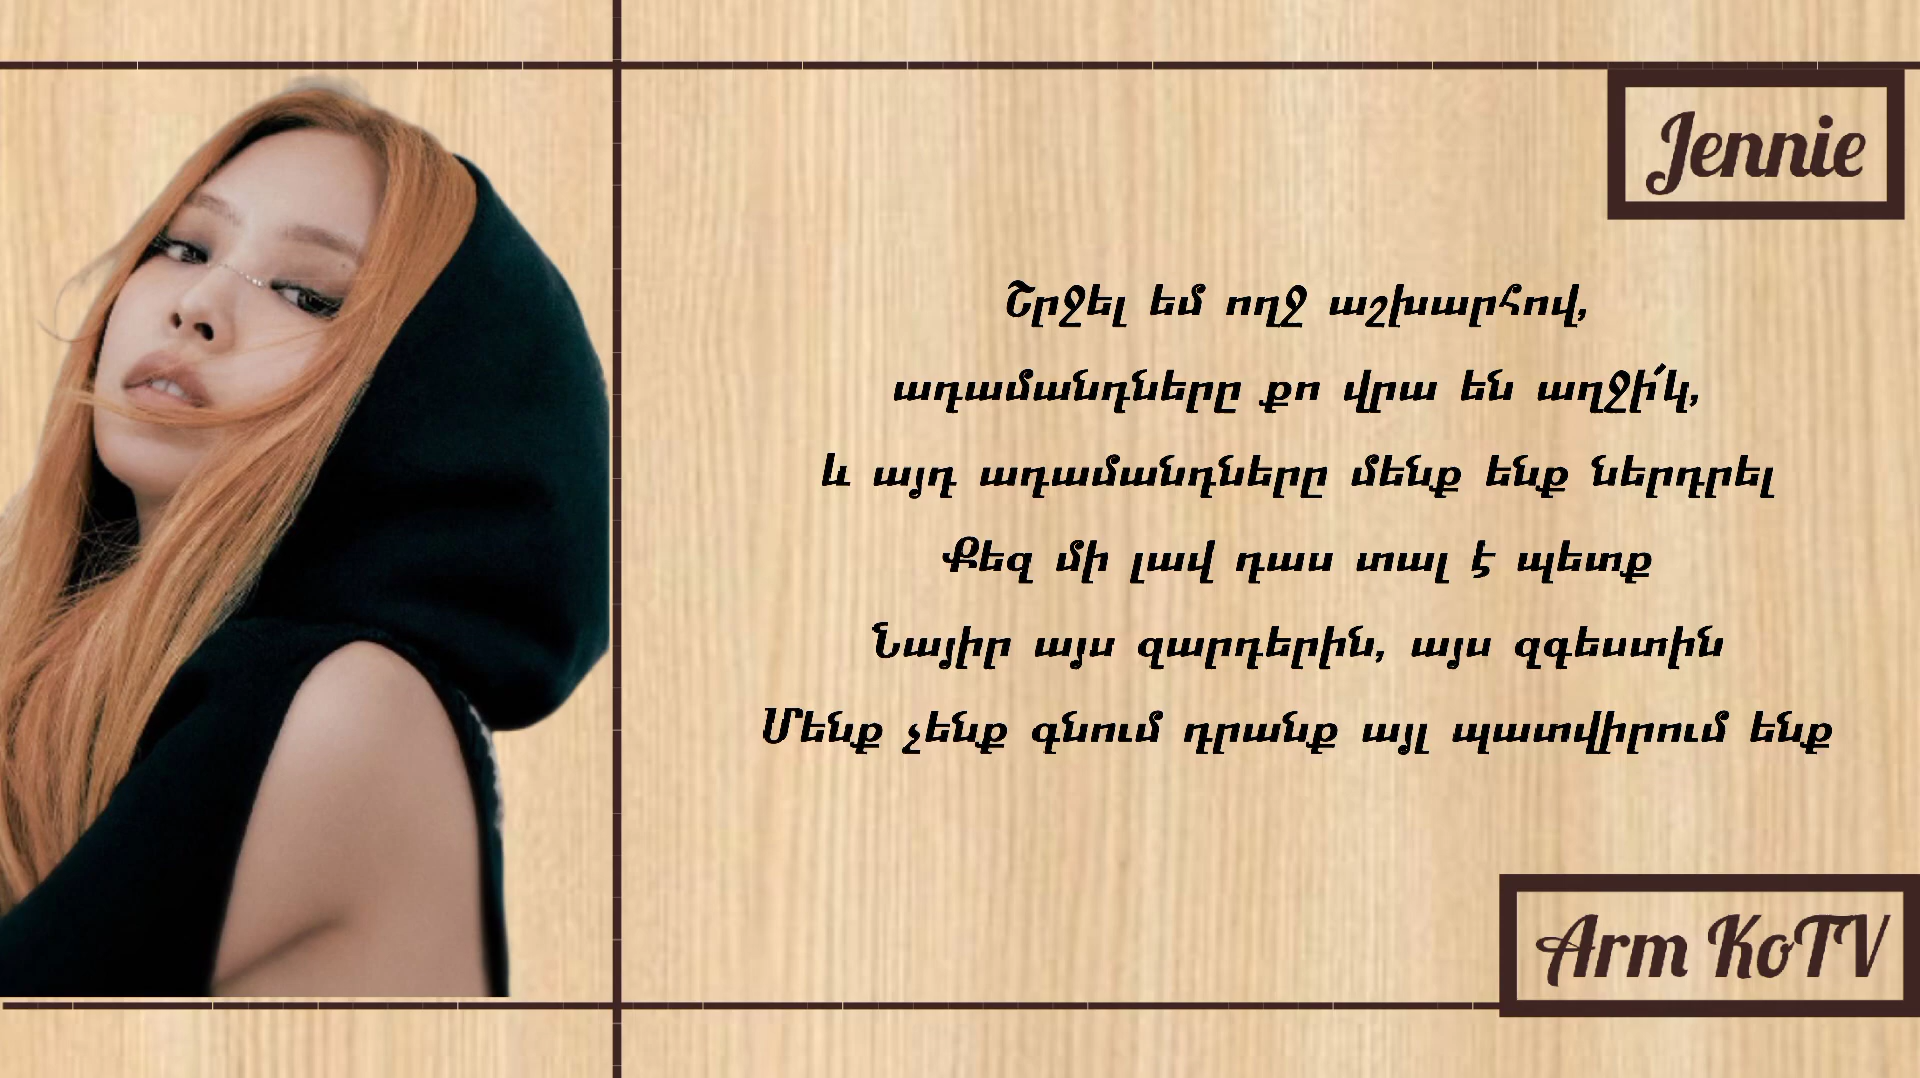 Jennie
Շրջել եմ ողջ աշխարհով,
ադամանդները քո վրա են աղջի՛կ,
և այդ ադամանդները մենք ենք ներդրել
Քեզ մի լավ դաս տալ է պետք
Նայիր այս զարդերին, այս զգեստին
Մենք չենք գնում դրանք այլ պատվիրում ենք
Arm KoTV